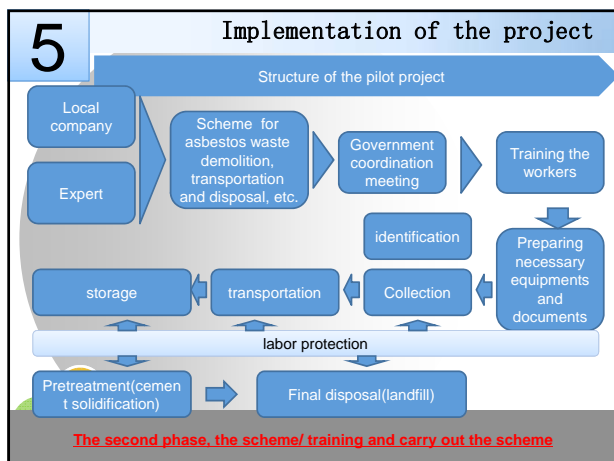 5
Implementation of the project
Structure of the pilot project
Local
company
Expert
Scheme for
asbestos waste
demolition,
transportation
and disposal, etc.
Government
coordination
meeting
Training the
workers
identification
Preparing
necessary
equipments
and
documents
storage
transportation
Collection
labor protection
Pretreatment(cemen
t solidification)
Final disposal(landfill)
The second phase, the scheme/ training and carry out the scheme